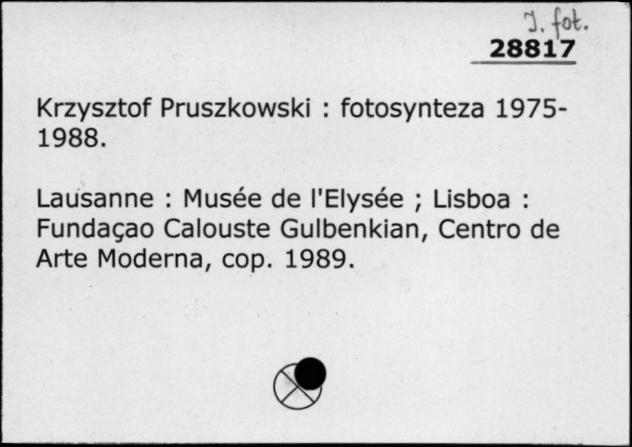 J. fot.
28817
Krzysztof Pruszkowski : fotosynteza 1975-
1988.
Lausanne : Musée de l'Elysée ; Lisboa :
Fundaçao Calouste Gulbenkian, Centro de
Arte Moderna, cop. 1989.